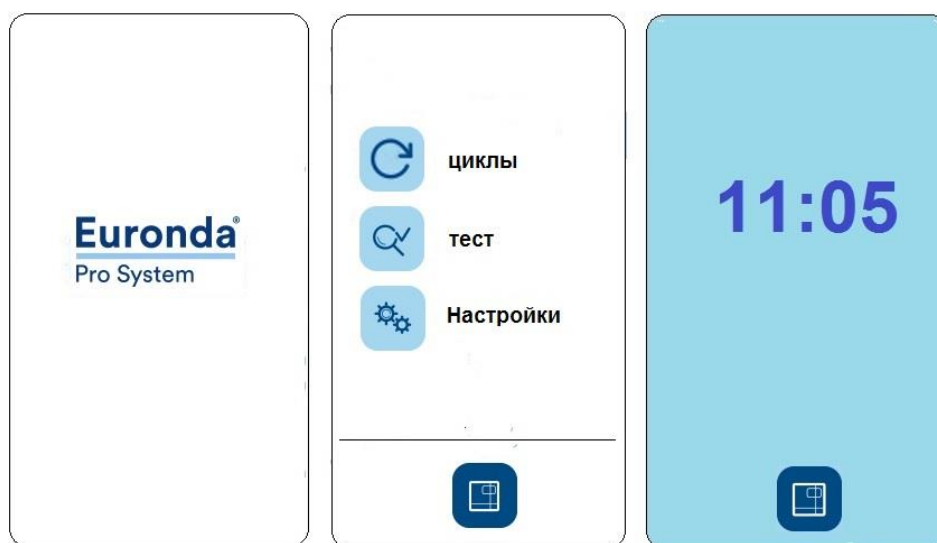 Euronda®
Pro System
циклы
тест
Настройки
11:05